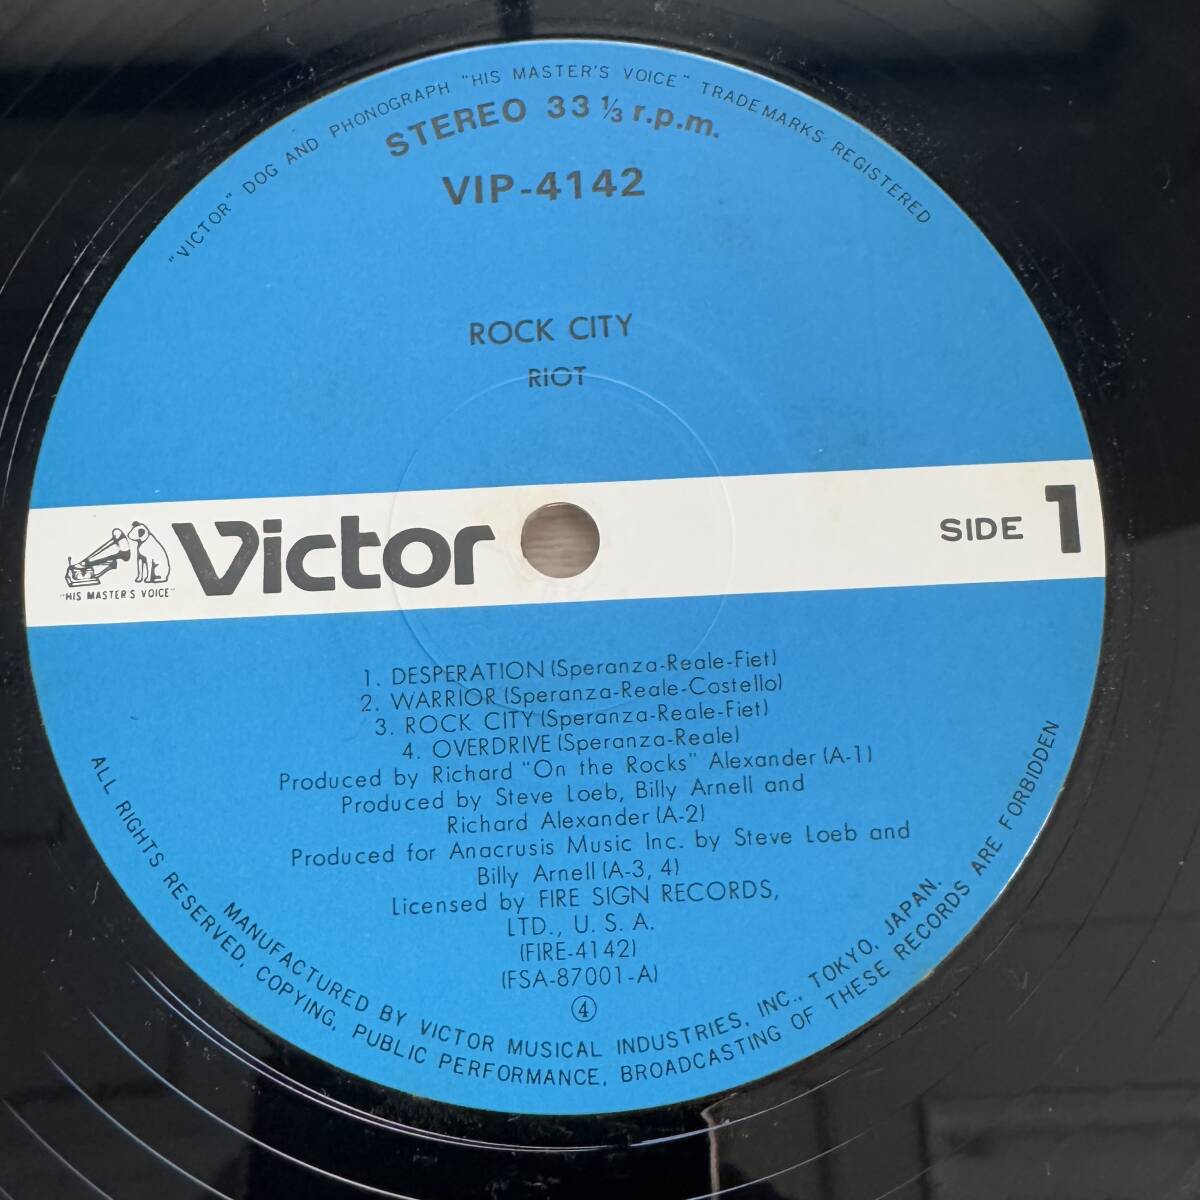 "VICTOR" DOG AND PHONOGRAPH "HIS MASTER'S VOICE" TRADE MARKS REGISTERED
STEREO 33 1/3 r.p.m.
VIP-4142
ROCK CITY
RIOT
"HIS MASTER'S VOICE"
Victor
SIDE 1
1. DESPERATION (Speranza-Reale-Fiet)
2. WARRIOR (Speranza-Reale-Costello)
3. ROCK CITY (Speranza-Reale-Fiet)
4. OVERDRIVE (Speranza-Reale)
Produced by Richard "On the Rocks" Alexander (A-1)
Produced by Steve Loeb, Billy Arnell and
Richard Alexander (A-2)
Produced for Anacrusis Music Inc. by Steve Loeb and
Billy Arnell (A-3, 4)
Licensed by FIRE SIGN RECORDS,
LTD., U. S. A.
(FIRE-4142)
(FSA-87001-A)
④
MANUFACTURED BY VICTOR MUSICAL INDUSTRIES, INC., TOKYO, JAPAN.
ALL RIGHTS RESERVED, COPYING, PUBLIC PERFORMANCE, BROADCASTING OF THESE RECORDS ARE FORBIDDEN